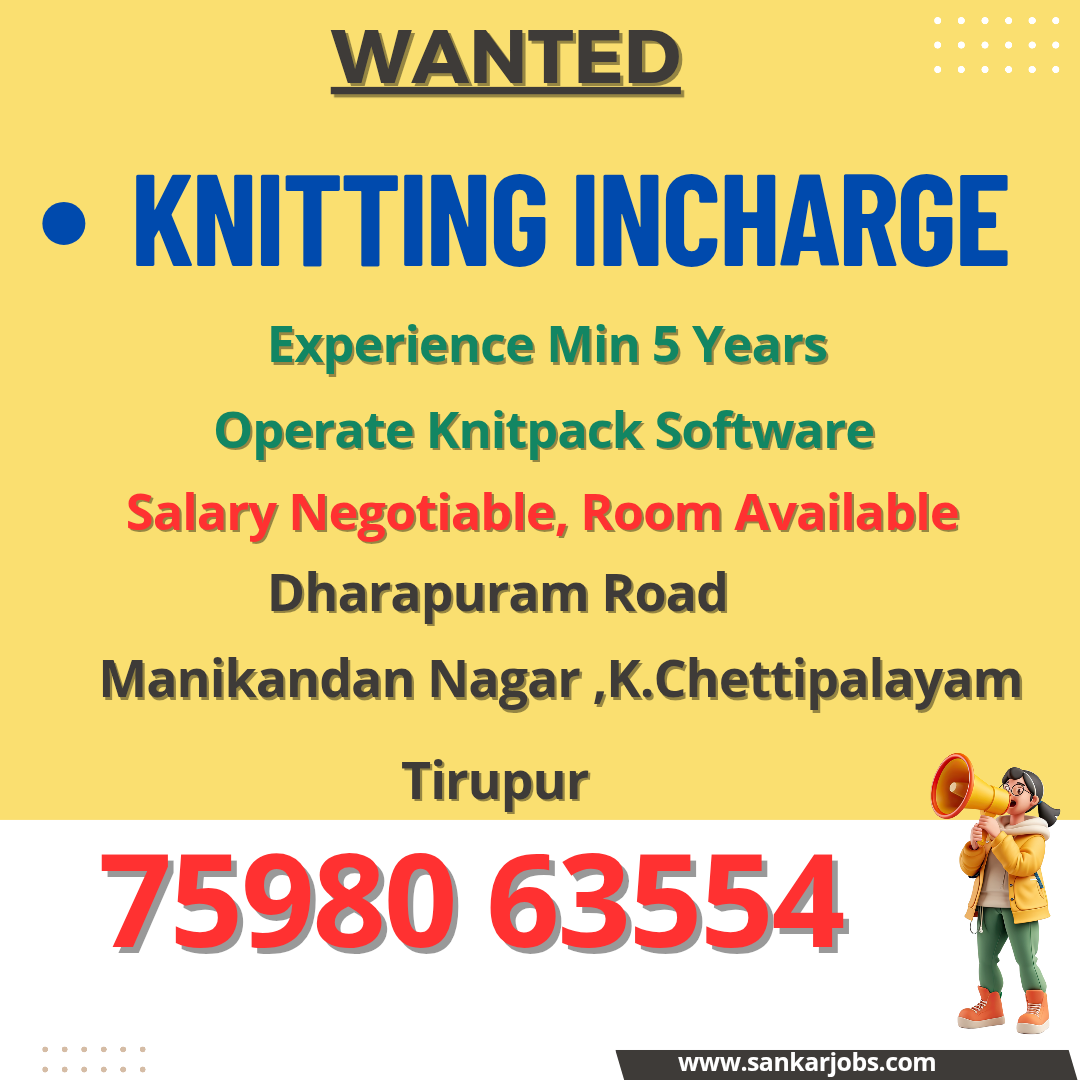 WANTED
• KNITTING INCHARGE
Experience Min 5 Years
Operate Knitpack Software
Salary Negotiable, Room Available
Dharapuram Road
Manikandan Nagar ,K.Chettipalayam
Tirupur
75980 63554
www.sankarjobs.com